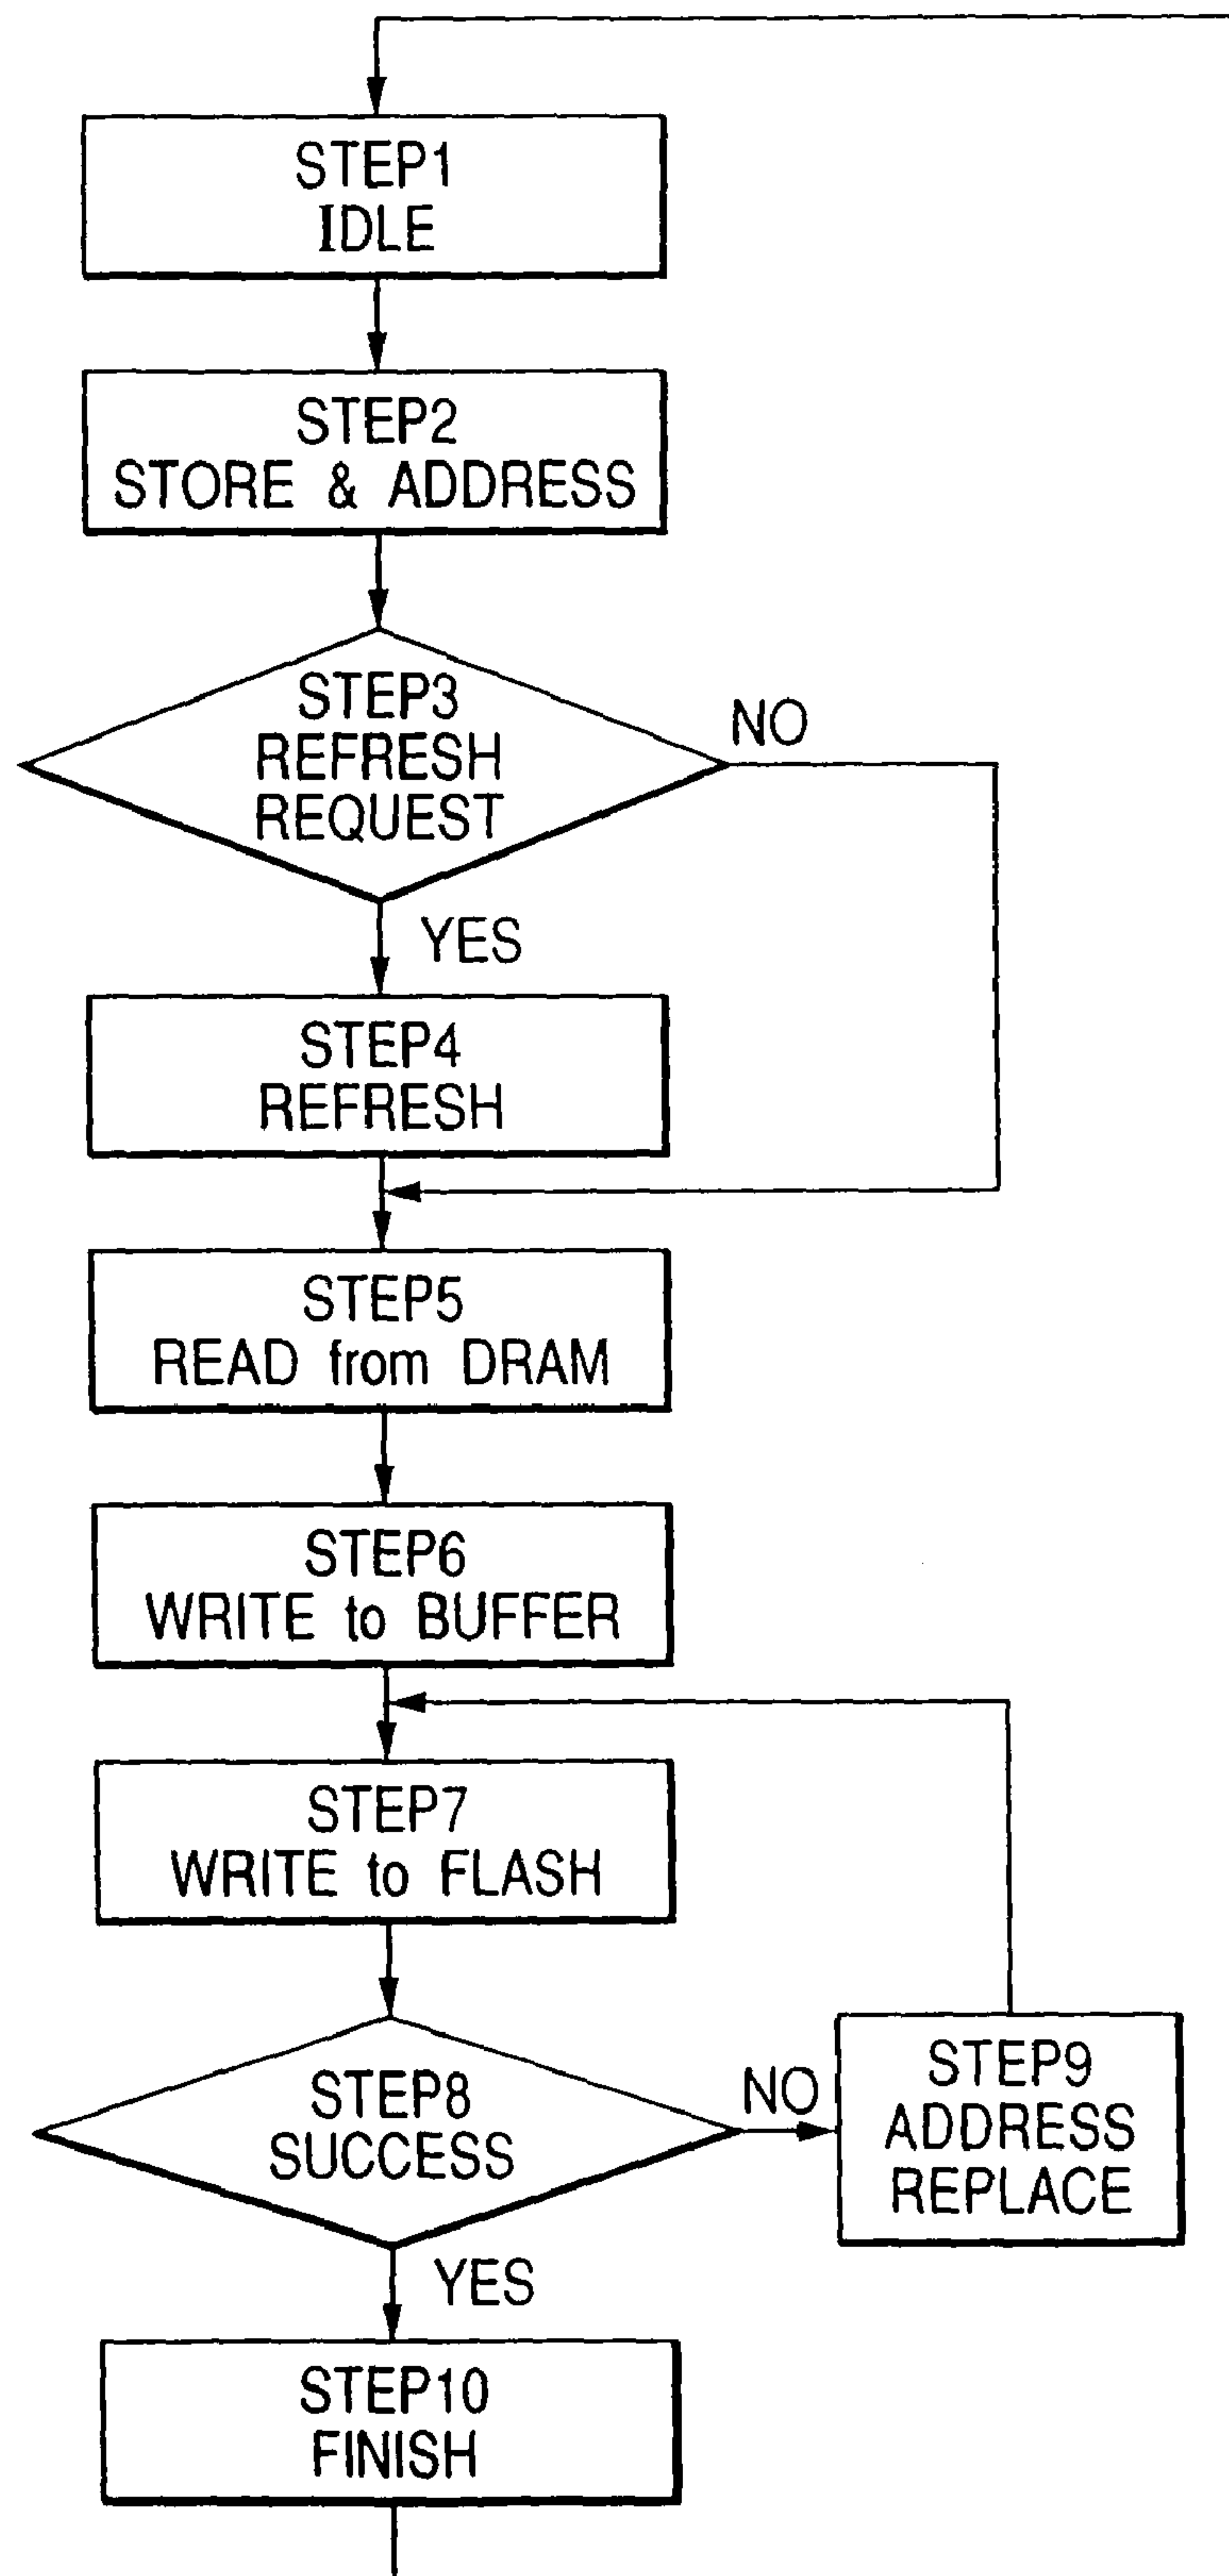 STEP1
IDLE
STEP2
STORE & ADDRESS
STEP3
REFRESH
REQUEST
NO
YES
STEP4
REFRESH
STEP5
READ from DRAM
STEP6
WRITE to BUFFER
STEP7
WRITE to FLASH
STEP8
SUCCESS
NO
STEP9
ADDRESS
REPLACE
YES
STEP10
FINISH